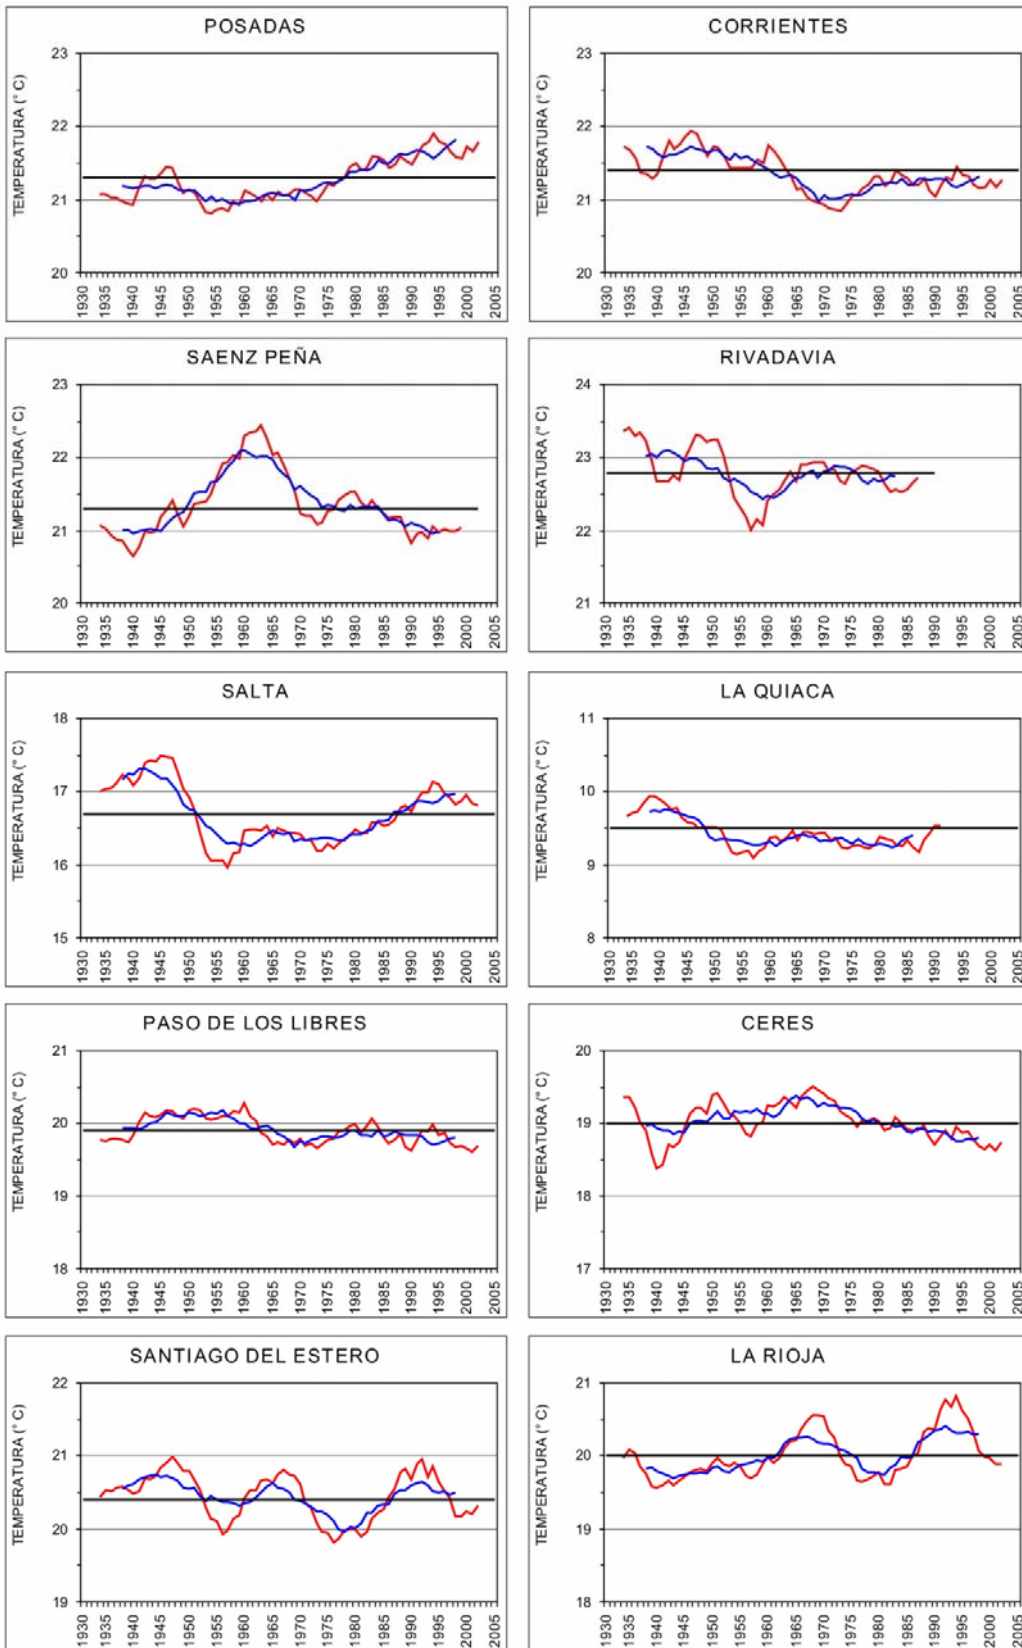 POSADAS
TEMPERATURA (° C)
23
22
21
20
1930 1935 1940 1945 1950 1955 1960 1965 1970 1975 1980 1985 1990 1995 2000 2005
CORRIENTES
TEMPERATURA (° C)
23
22
21
20
1930 1935 1940 1945 1950 1955 1960 1965 1970 1975 1980 1985 1990 1995 2000 2005
SAENZ PEÑA
TEMPERATURA (° C)
23
22
21
20
1930 1935 1940 1945 1950 1955 1960 1965 1970 1975 1980 1985 1990 1995 2000 2005
RIVADAVIA
TEMPERATURA (° C)
24
23
22
21
1930 1935 1940 1945 1950 1955 1960 1965 1970 1975 1980 1985 1990 1995 2000 2005
SALTA
TEMPERATURA (° C)
18
17
16
15
1930 1935 1940 1945 1950 1955 1960 1965 1970 1975 1980 1985 1990 1995 2000 2005
LA QUIACA
TEMPERATURA (° C)
11
10
9
8
1930 1935 1940 1945 1950 1955 1960 1965 1970 1975 1980 1985 1990 1995 2000 2005
PASO DE LOS LIBRES
TEMPERATURA (° C)
21
20
19
18
1930 1935 1940 1945 1950 1955 1960 1965 1970 1975 1980 1985 1990 1995 2000 2005
CERES
TEMPERATURA (° C)
20
19
18
17
1930 1935 1940 1945 1950 1955 1960 1965 1970 1975 1980 1985 1990 1995 2000 2005
SANTIAGO DEL ESTERO
TEMPERATURA (° C)
22
21
20
19
1930 1935 1940 1945 1950 1955 1960 1965 1970 1975 1980 1985 1990 1995 2000 2005
LA RIOJA
TEMPERATURA (° C)
21
20
19
18
1930 1935 1940 1945 1950 1955 1960 1965 1970 1975 1980 1985 1990 1995 2000 2005